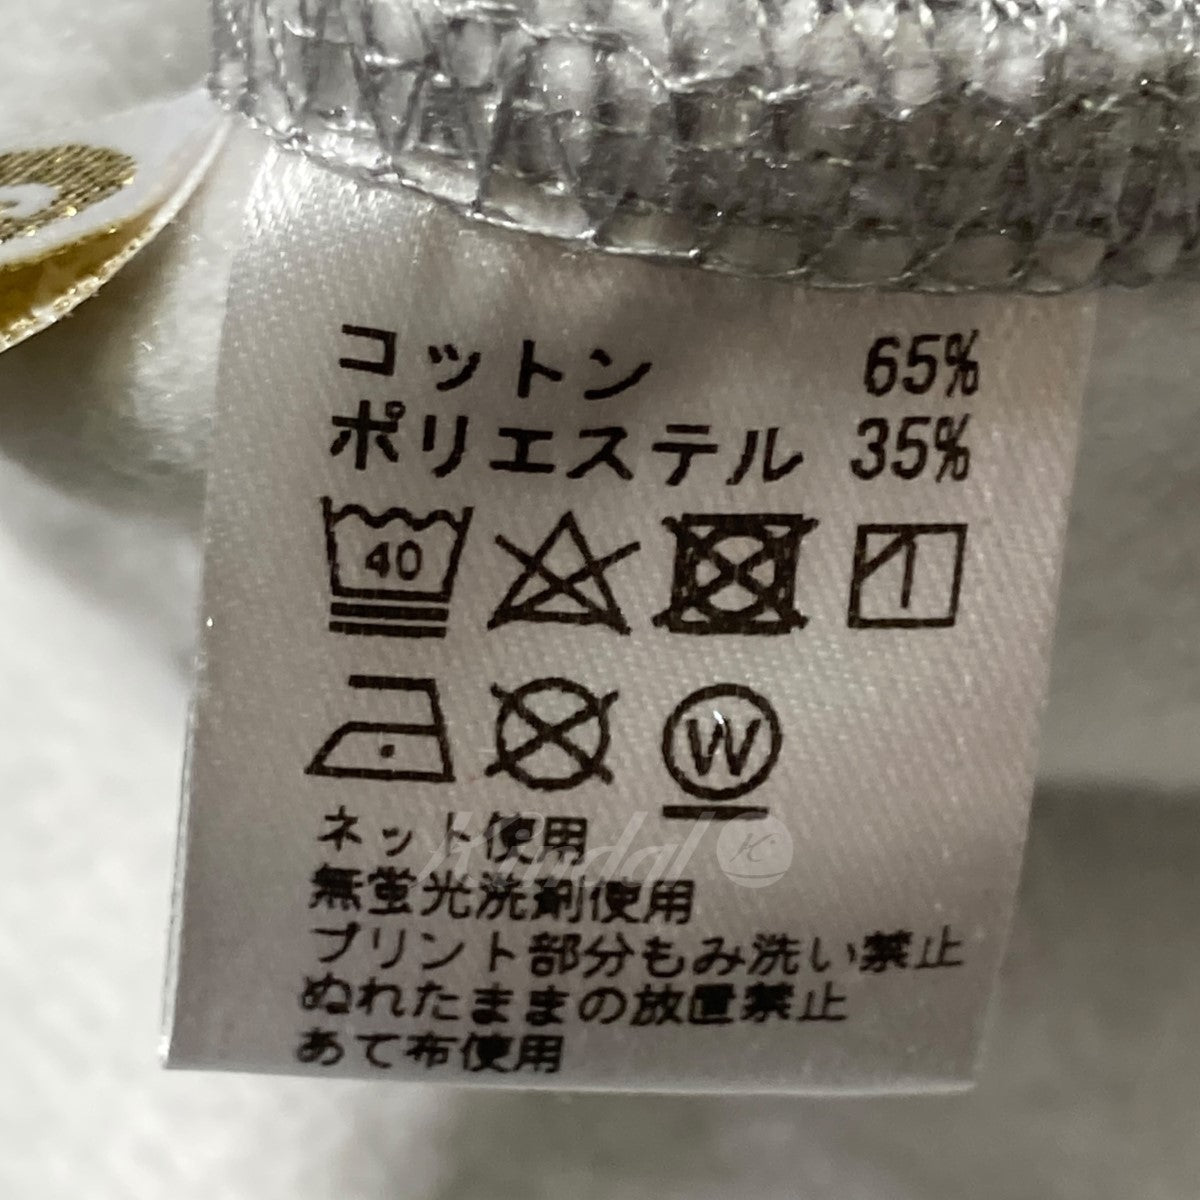 コットン 65%
ポリエステル 35%
40
W
ネット使用
無蛍光洗剤使用
プリント部分もみ洗い禁止
ぬれたままの放置禁止
あて布使用
Kindal K